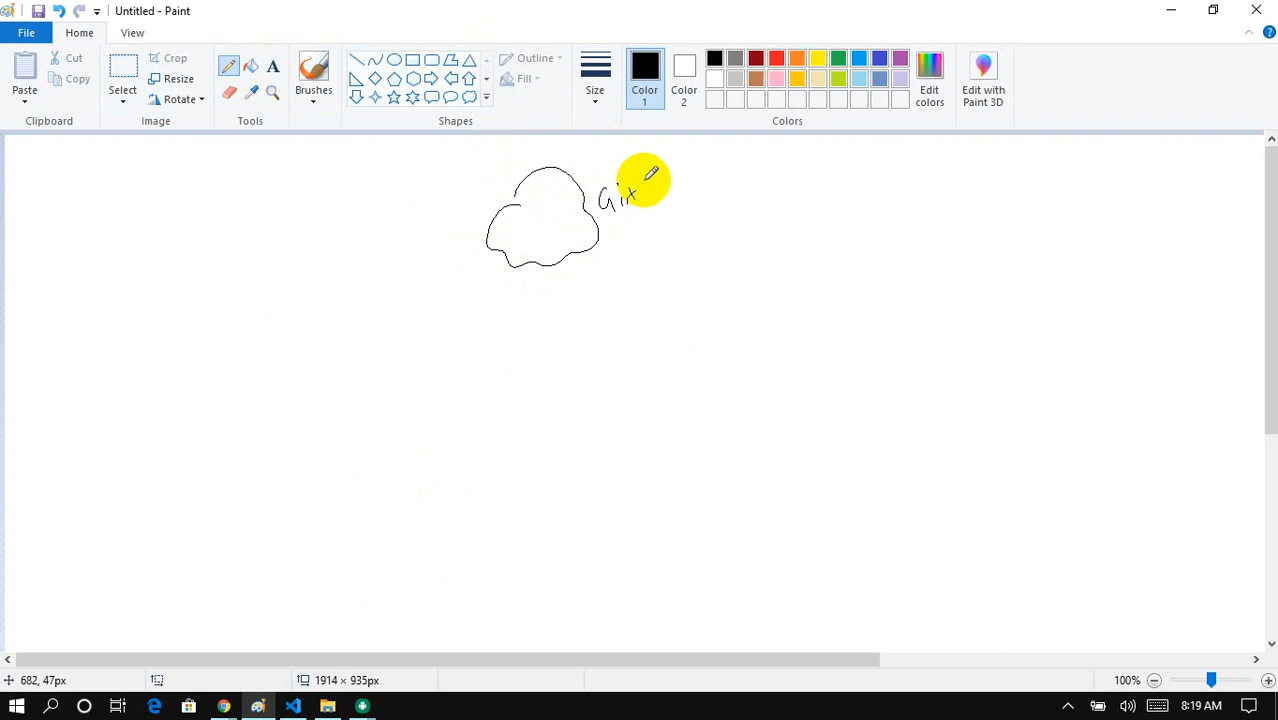 Untitled - Paint
File
Home
View
Paste
Cut
Copy
Clipboard
Select
Crop
Resize
Rotate
Image
Tools
Brushes
Outline
Fill
Shapes
Size
Color 1
Color 2
Edit colors
Edit with Paint 3D
Colors
Git
682, 47px
1914 × 935px
100%
8:19 AM